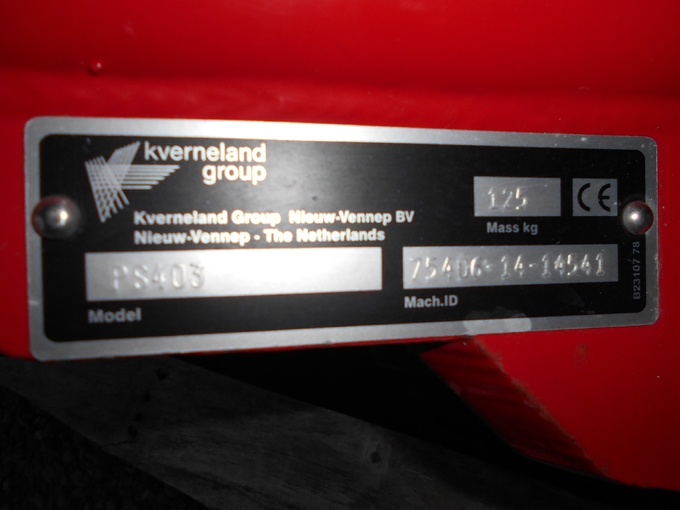 kverneland
group
Kverneland Group Nieuw-Vennep BV
Nieuw-Vennep - The Netherlands
125
CE
Mass kg
PS403
Model
75406-14-14541
Mach.ID
B23107 78